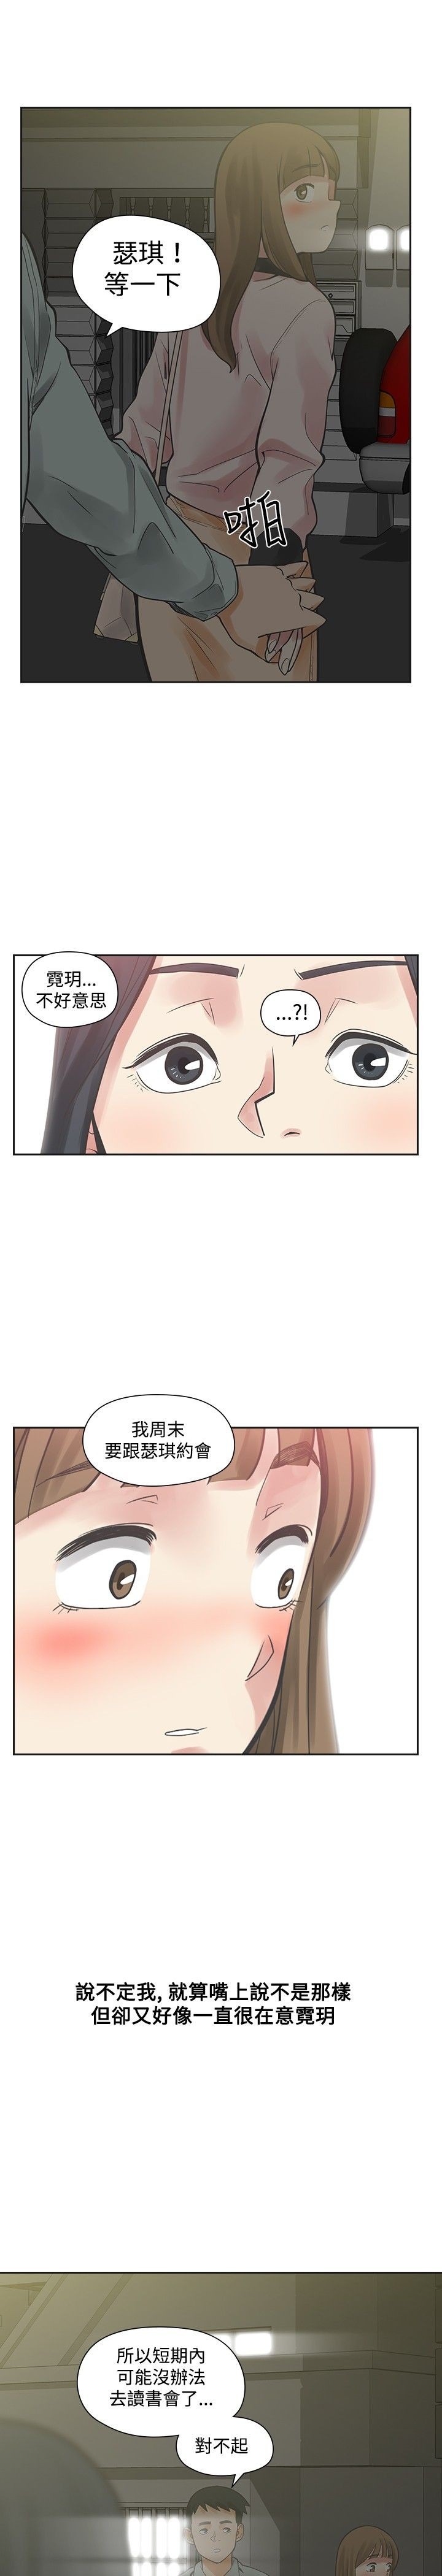 瑟琪！
等一下
啪
霓玥...
不好意思
...?!
我周末
要跟瑟琪約會
說不定我, 就算嘴上說不是那樣
但卻又好像一直很在意霓玥
所以短期內
可能沒辦法
去讀書會了...
對不起